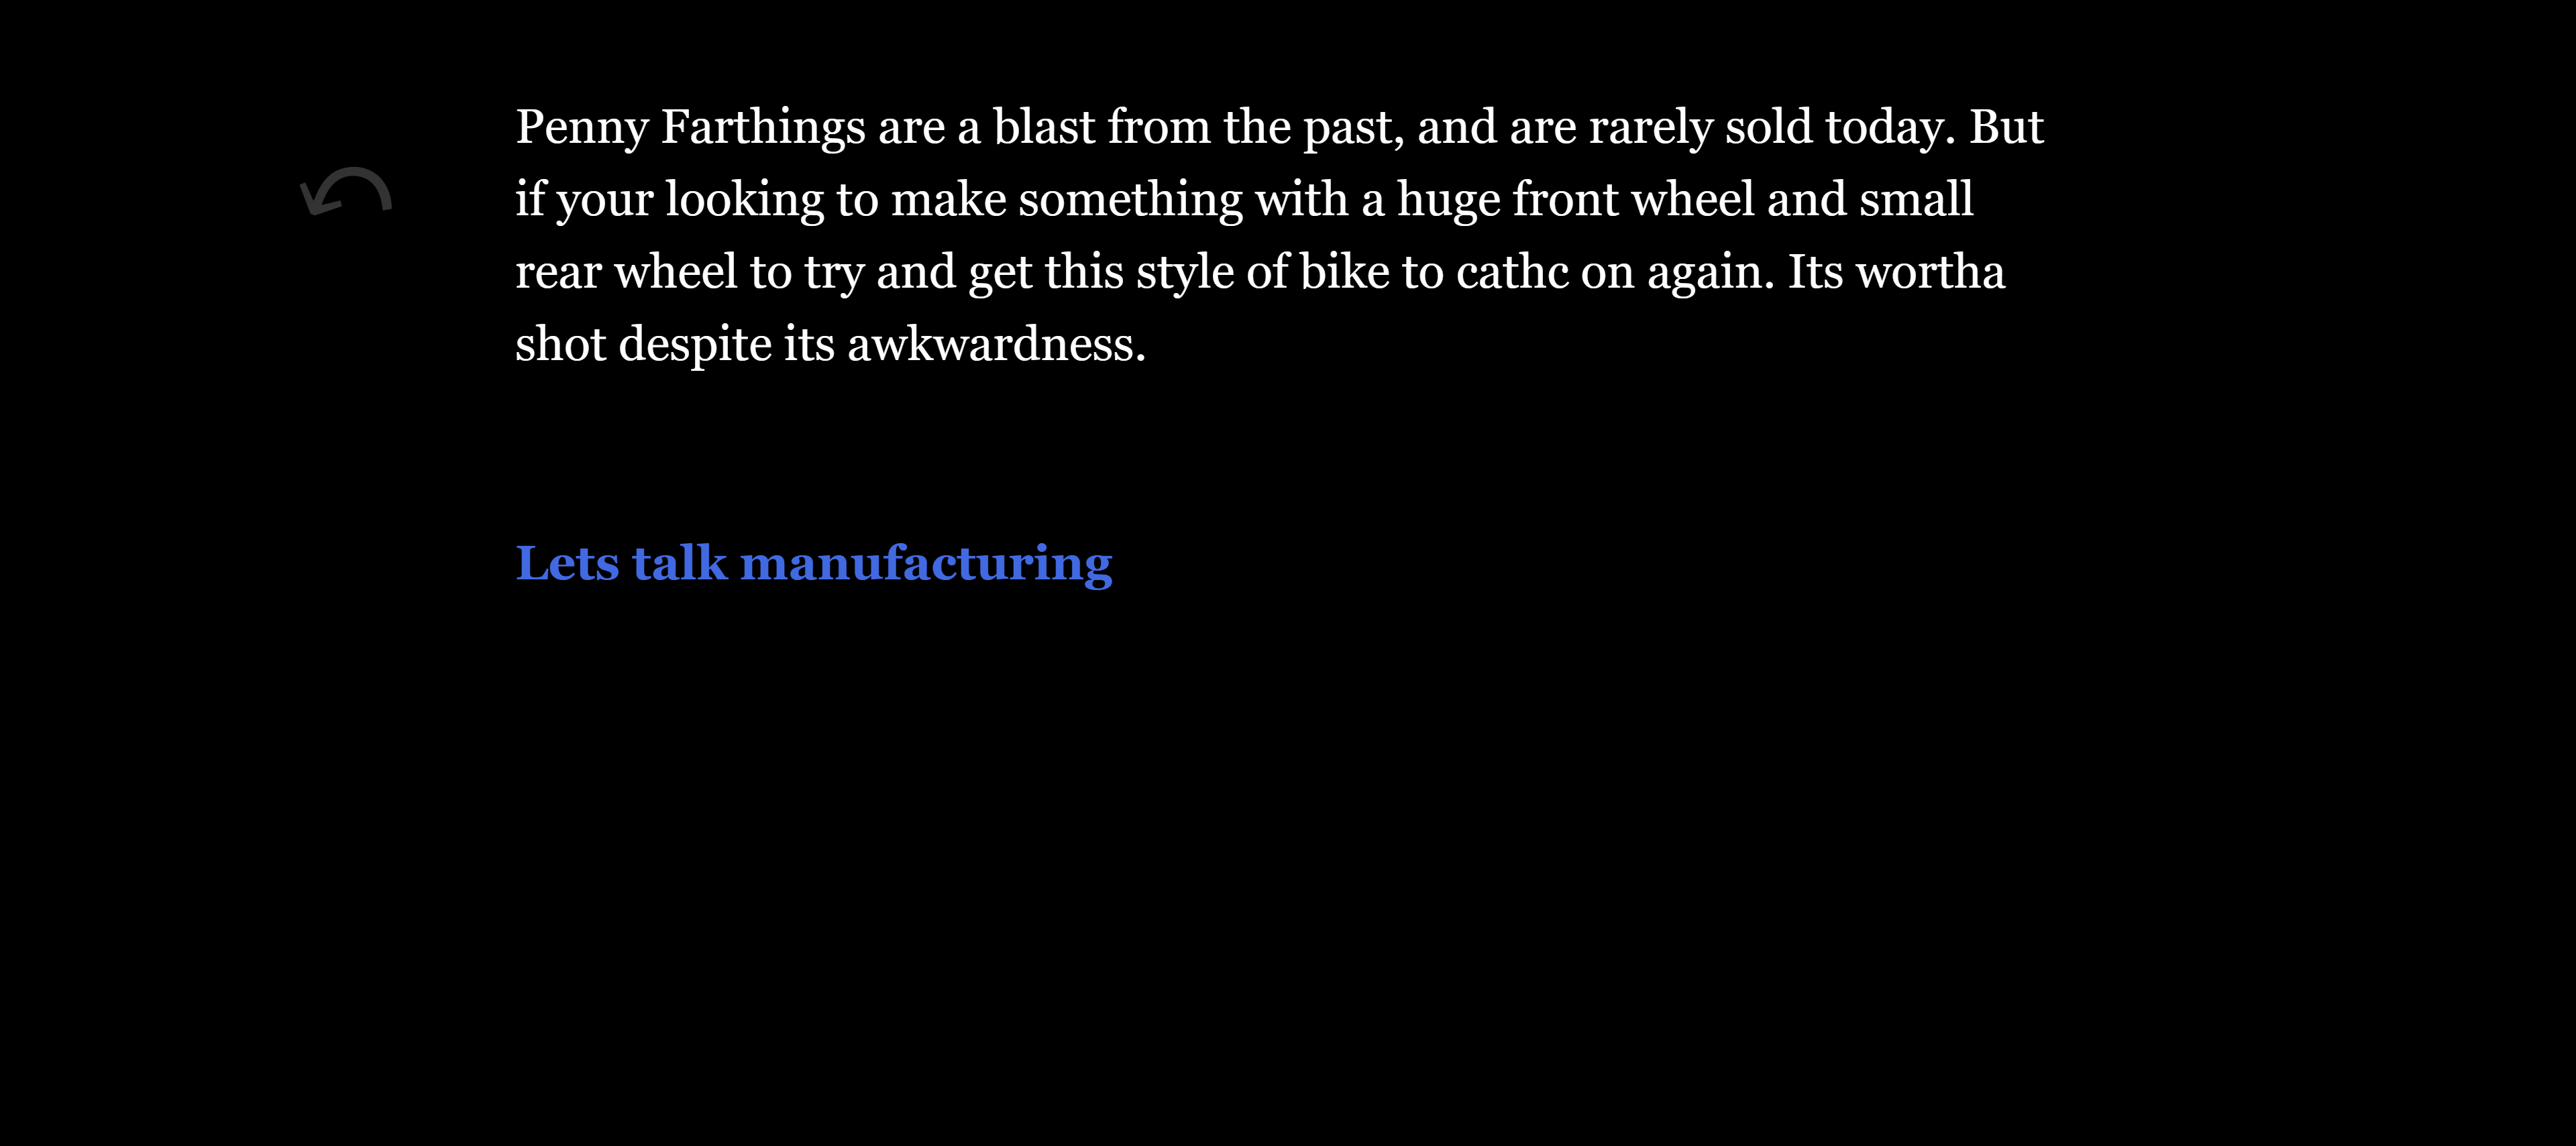 Penny Farthings are a blast from the past, and are rarely sold today. But
if your looking to make something with a huge front wheel and small
rear wheel to try and get this style of bike to cathc on again. Its wortha
shot despite its awkwardness.
Lets talk manufacturing